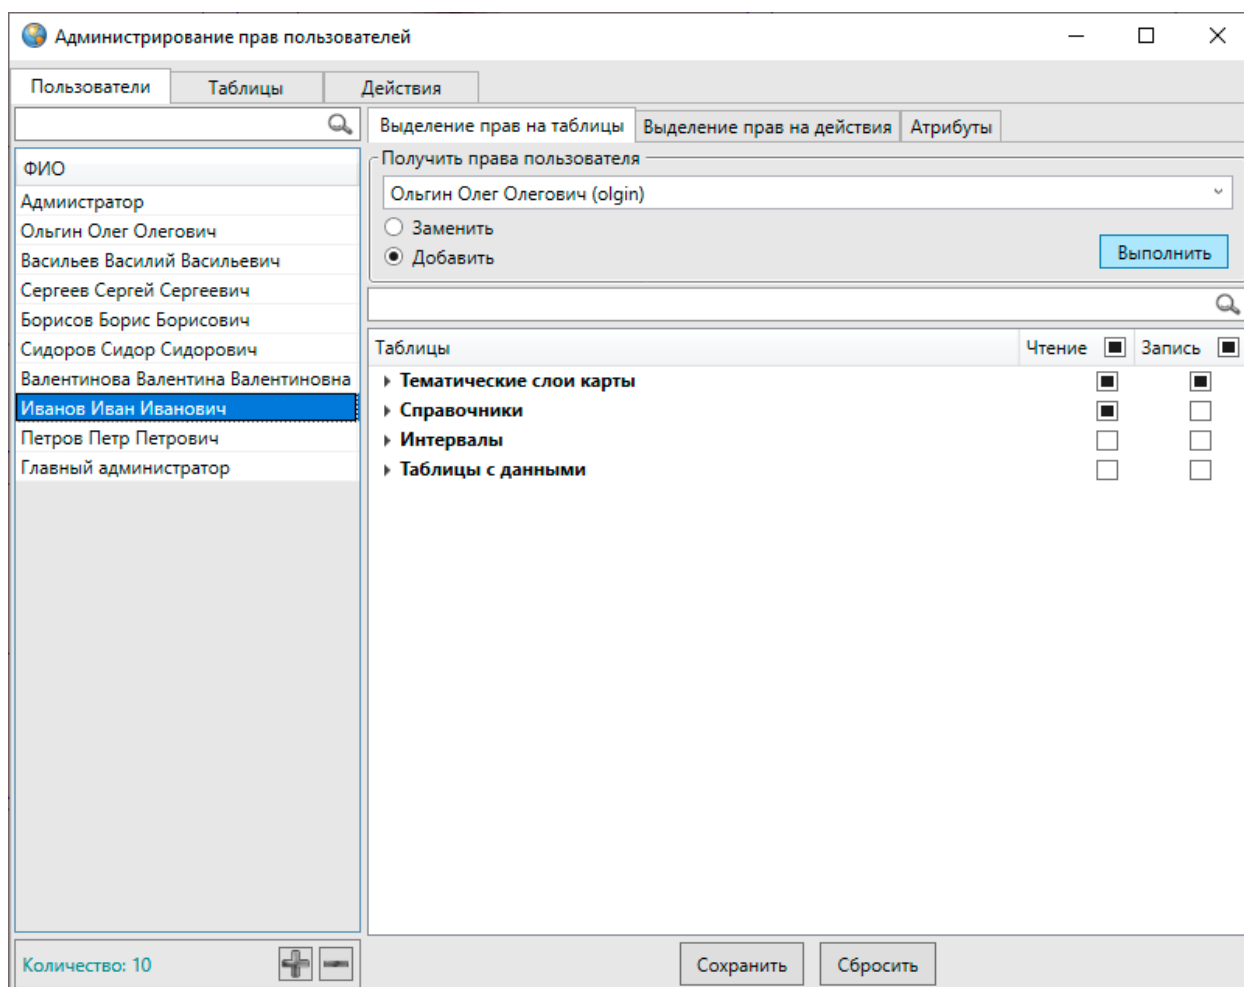 Администрирование прав пользователей
Пользователи Таблицы Действия
Выделение прав на таблицы Выделение прав на действия Атрибуты
ФИО
Адмиистратор
Ольгин Олег Олегович
Васильев Василий Васильевич
Сергеев Сергей Сергеевич
Борисов Борис Борисович
Сидоров Сидор Сидорович
Валентинова Валентина Валентиновна
Иванов Иван Иванович
Петров Петр Петрович
Главный администратор
Количество: 10
Получить права пользователя
Ольгин Олег Олегович (olgin)
Заменить
Добавить
Выполнить
Таблицы Чтение Запись
Тематические слои карты
Справочники
Интервалы
Таблицы с данными
Сохранить Сбросить